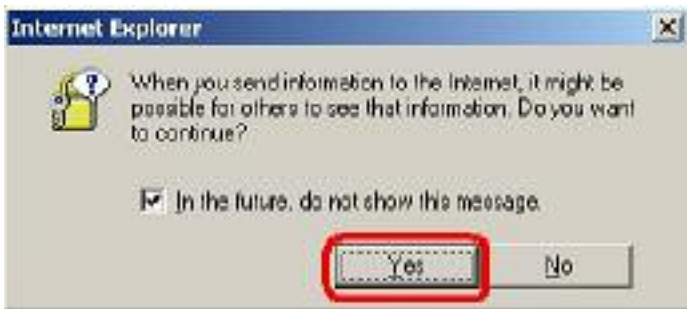 Internet Explorer
When you send information to the Internet, it might be
possible for others to see that information. Do you want
to continue?
In the future, do not show this message.
Yes No